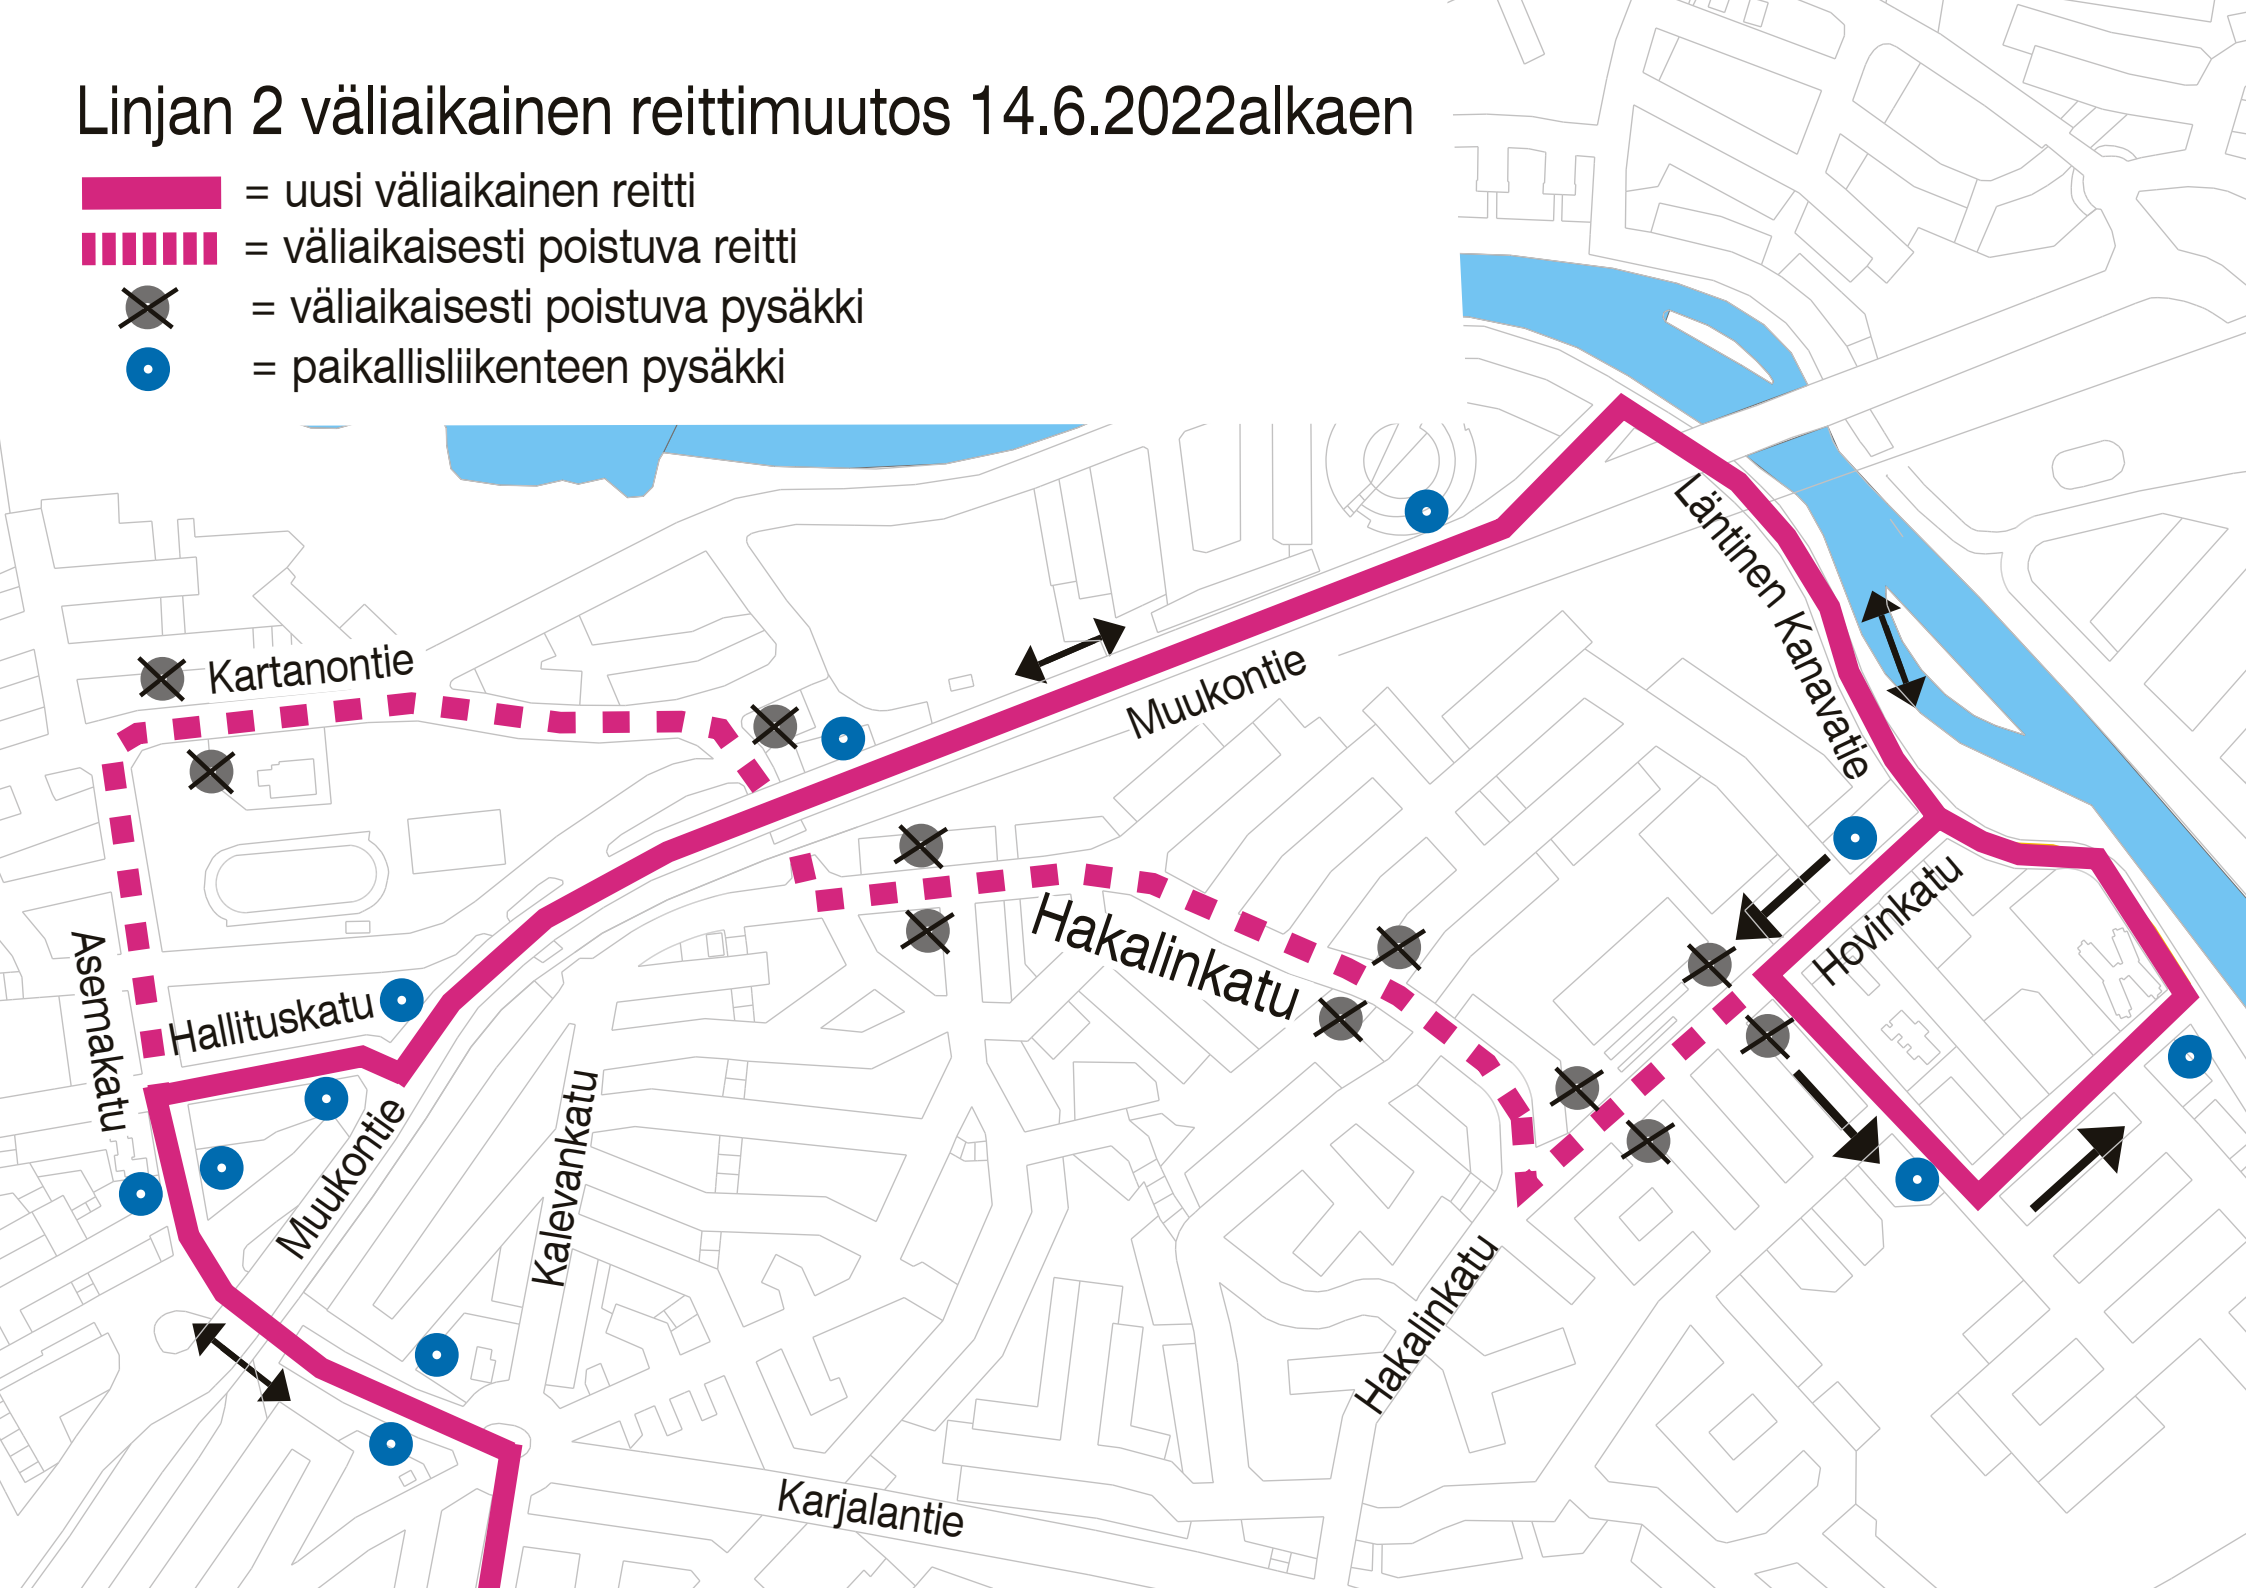 Linjan 2 väliaikainen reittimuutos 14.6.2022alkaen
= uusi väliaikainen reitti
= väliaikaisesti poistuva reitti
= väliaikaisesti poistuva pysäkki
= paikallisliikenteen pysäkki
Läntinen Kanavatie
Kartanontie
Muukontie
Hovinkatu
Hakalinkatu
Asemakatu
Hallituskatu
Muukontie
Kalevankatu
Hakalinkatu
Karjalantie